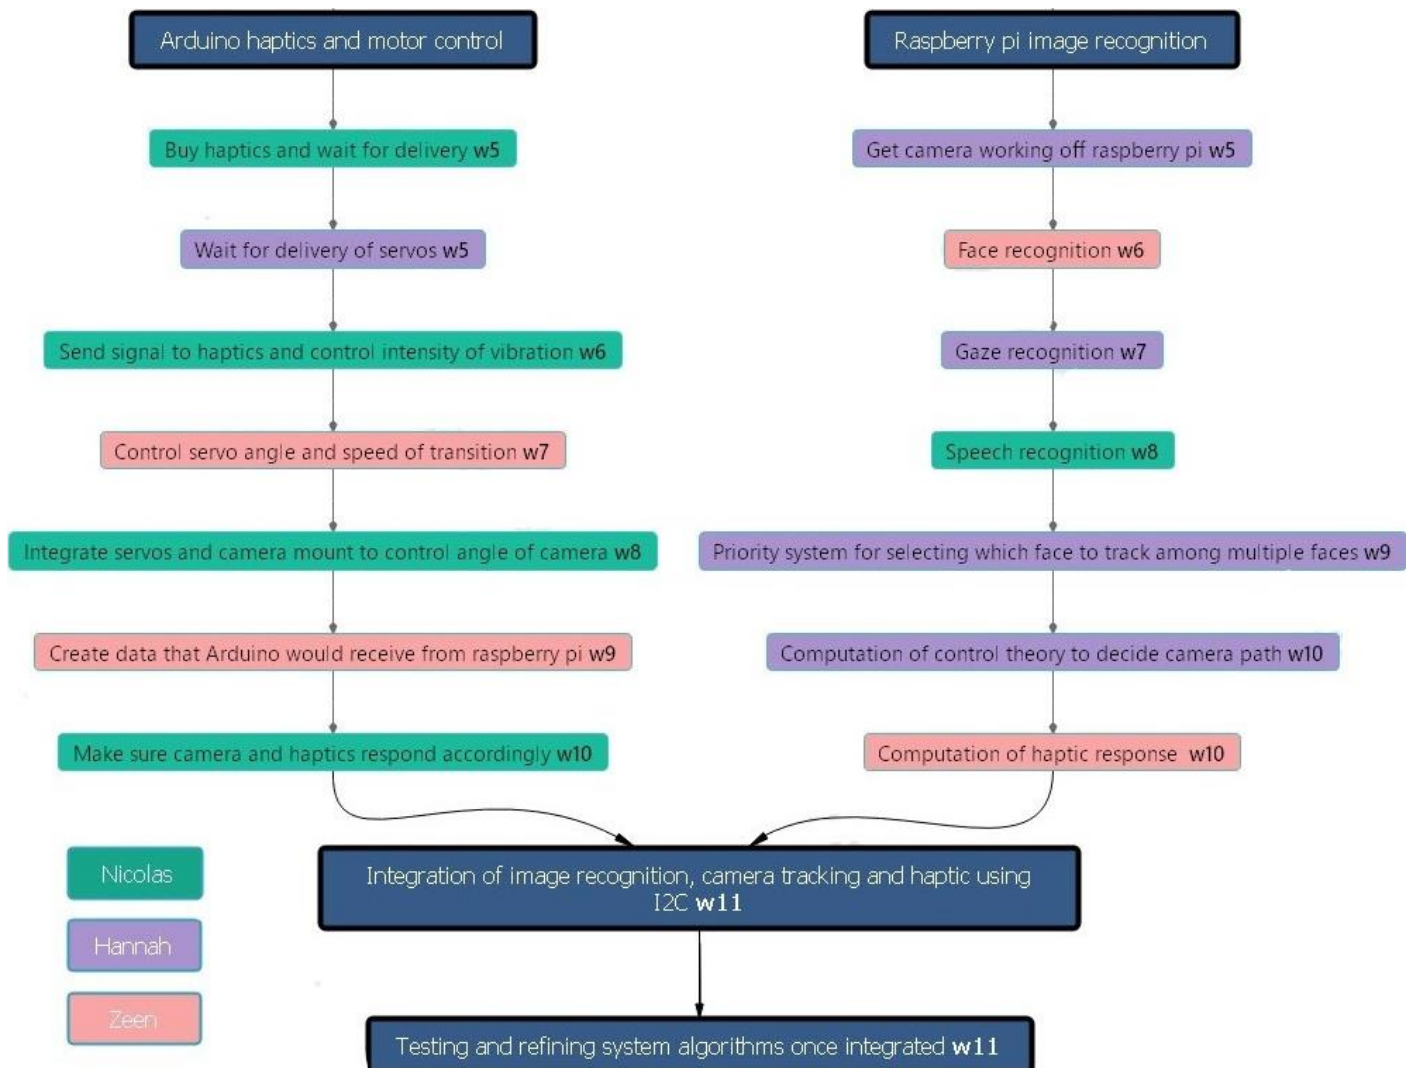 Arduino haptics and motor control
Buy haptics and wait for delivery w5
Wait for delivery of servos w5
Send signal to haptics and control intensity of vibration w6
Control servo angle and speed of transition w7
Integrate servos and camera mount to control angle of camera w8
Create data that Arduino would receive from raspberry pi w9
Make sure camera and haptics respond accordingly w10
Raspberry pi image recognition
Get camera working off raspberry pi w5
Face recognition w6
Gaze recognition w7
Speech recognition w8
Priority system for selecting which face to track among multiple faces w9
Computation of control theory to decide camera path w10
Computation of haptic response w10
Integration of image recognition, camera tracking and haptic using
I2C w11
Testing and refining system algorithms once integrated w11
Nicolas
Hannah
Zeen